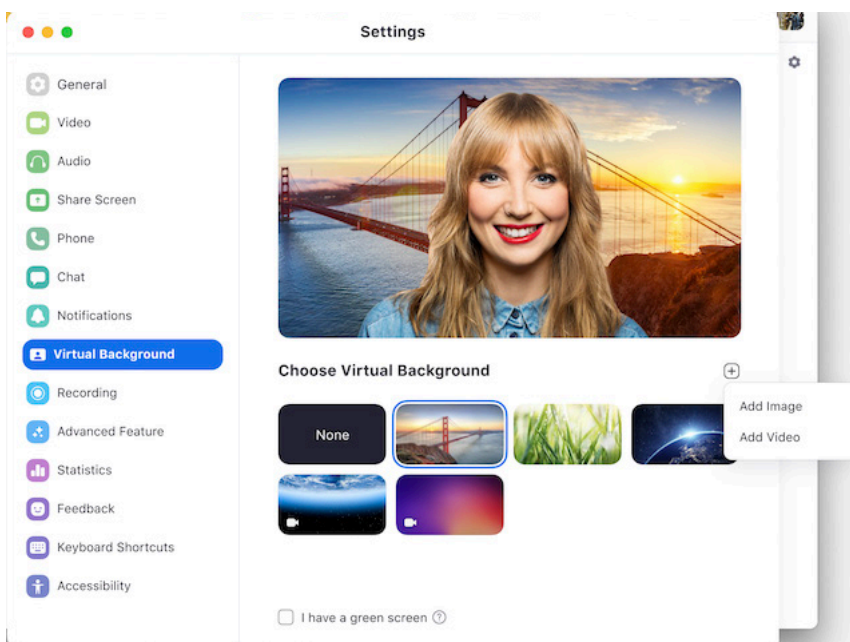 Settings
General
Video
Audio
Share Screen
Phone
Chat
Notifications
Virtual Background
Recording
Advanced Feature
Statistics
Feedback
Keyboard Shortcuts
Accessibility
Choose Virtual Background
Add Image
Add Video
None
I have a green screen ?